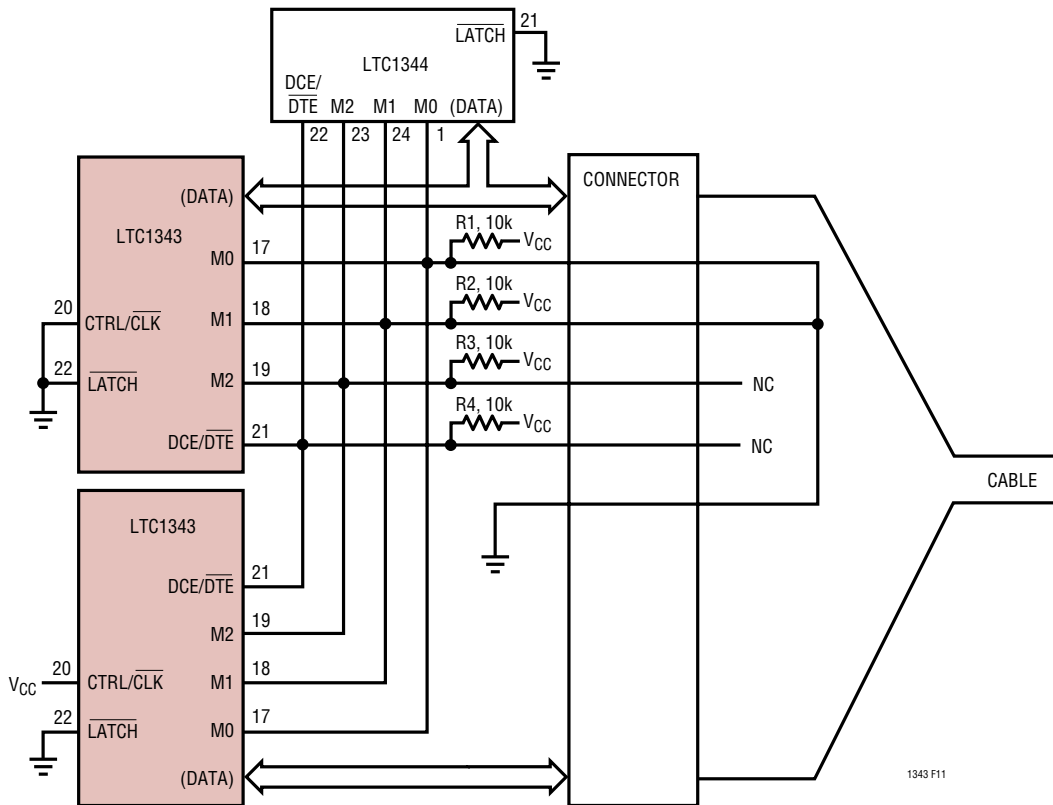 21
LATCH
LTC1344
DCE/
DTE M2 M1 M0 (DATA)
22 23 24 1
(DATA)
CONNECTOR
LTC1343
R1, 10k
VCC
17
M0
R2, 10k
VCC
20
CTRL/CLK
18
M1
R3, 10k
VCC
22
LATCH
19
M2
NC
R4, 10k
VCC
21
DCE/DTE
NC
CABLE
LTC1343
21
DCE/DTE
19
M2
20
VCC
CTRL/CLK
18
M1
22
LATCH
17
M0
(DATA)
1343 F11